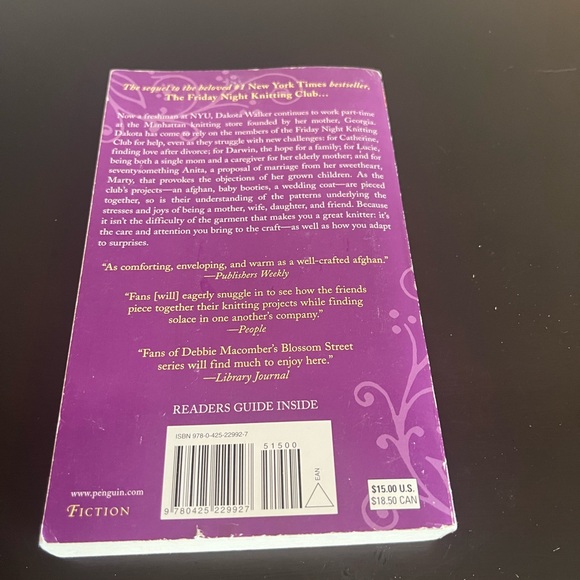 The sequel to the beloved #1 New York Times bestseller,
The Friday Night Knitting Club...
Now a freshman at NYU, Dakota Walker continues to work part-time
at the Manhattan knitting store founded by her mother, Georgia.
Dakota has come to rely on the members of the Friday Night Knitting
Club for help, even as they struggle with new challenges: for Catherine,
finding love after divorce; for Darwin, the hope for a family; for Lucie,
being both a single mom and a caregiver for her elderly mother; and for
seventysomething Anita, a proposal of marriage from her sweetheart,
Marty, that provokes the objections of her grown children. As the
club's projects—an afghan, baby booties, a wedding coat—are pieced
together, so is their understanding of the patterns underlying the
stresses and joys of being a mother, wife, daughter, and friend. Because
it isn't the difficulty of the garment that makes you a great knitter: it's
the care and attention you bring to the craft—as well as how you adapt
to surprises.
"As comforting, enveloping, and warm as a well-crafted afghan."
—Publishers Weekly
"Fans [will] eagerly snuggle in to see how the friends
piece together their knitting projects while finding
solace in one another's company."
—People
"Fans of Debbie Macomber's Blossom Street
series will find much to enjoy here."
—Library Journal
READERS GUIDE INSIDE
ISBN 978-0-425-22992-7
51500
EAN
9 780425 229927
www.penguin.com
FICTION
$15.00 U.S.
$18.50 CAN